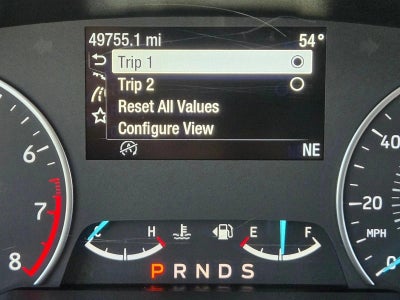 49755.1 mi 54°
Trip 1
Trip 2
Reset All Values
Configure View
NE
6
7
8
C H
E F
P R N D S
40
20
MPH
0